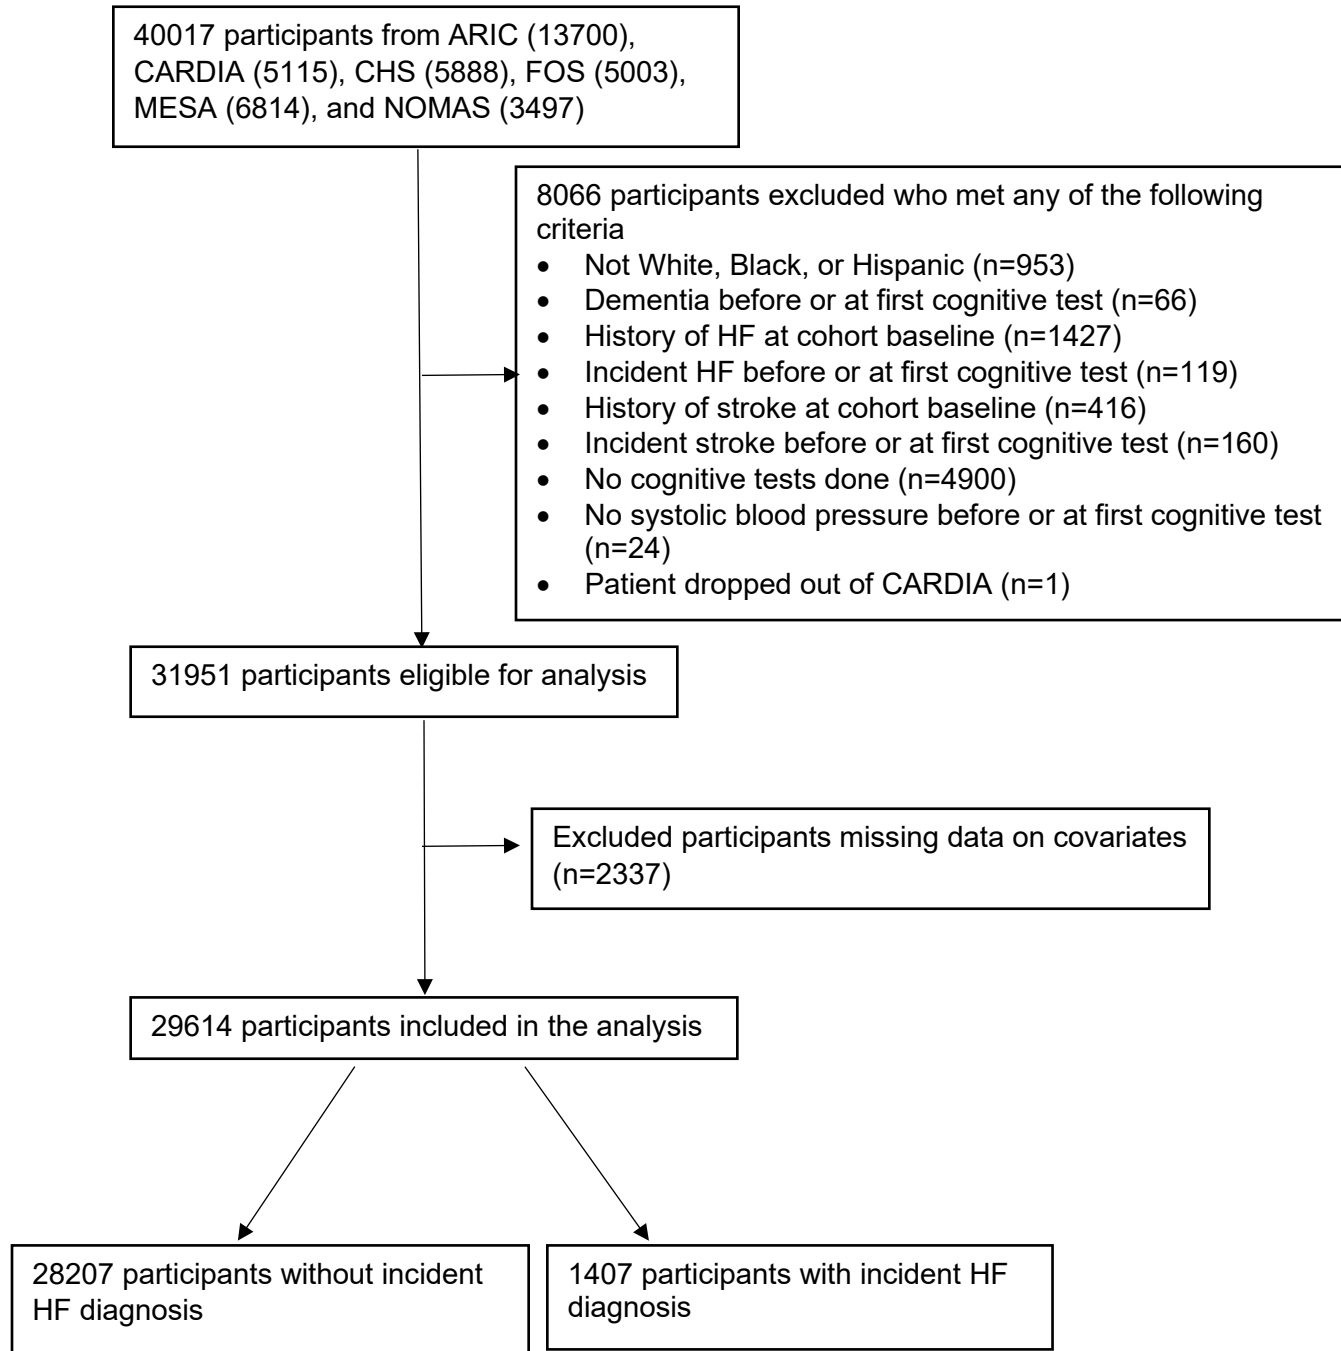 40017 participants from ARIC (13700),
CARDIA (5115), CHS (5888), FOS (5003),
MESA (6814), and NOMAS (3497)
8066 participants excluded who met any of the following
criteria
• Not White, Black, or Hispanic (n=953)
• Dementia before or at first cognitive test (n=66)
• History of HF at cohort baseline (n=1427)
• Incident HF before or at first cognitive test (n=119)
• History of stroke at cohort baseline (n=416)
• Incident stroke before or at first cognitive test (n=160)
• No cognitive tests done (n=4900)
• No systolic blood pressure before or at first cognitive test
(n=24)
• Patient dropped out of CARDIA (n=1)
31951 participants eligible for analysis
Excluded participants missing data on covariates
(n=2337)
29614 participants included in the analysis
28207 participants without incident
HF diagnosis
1407 participants with incident HF
diagnosis